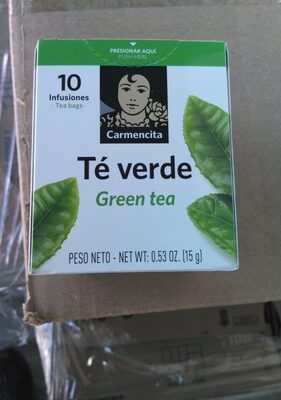 PRESIONAR AQUÍ
PUSH HERE
10
Infusiones
- Tea bags -
Carmencita
Té verde
Green tea
PESO NETO - NET WT: 0.53 OZ. (15 g)